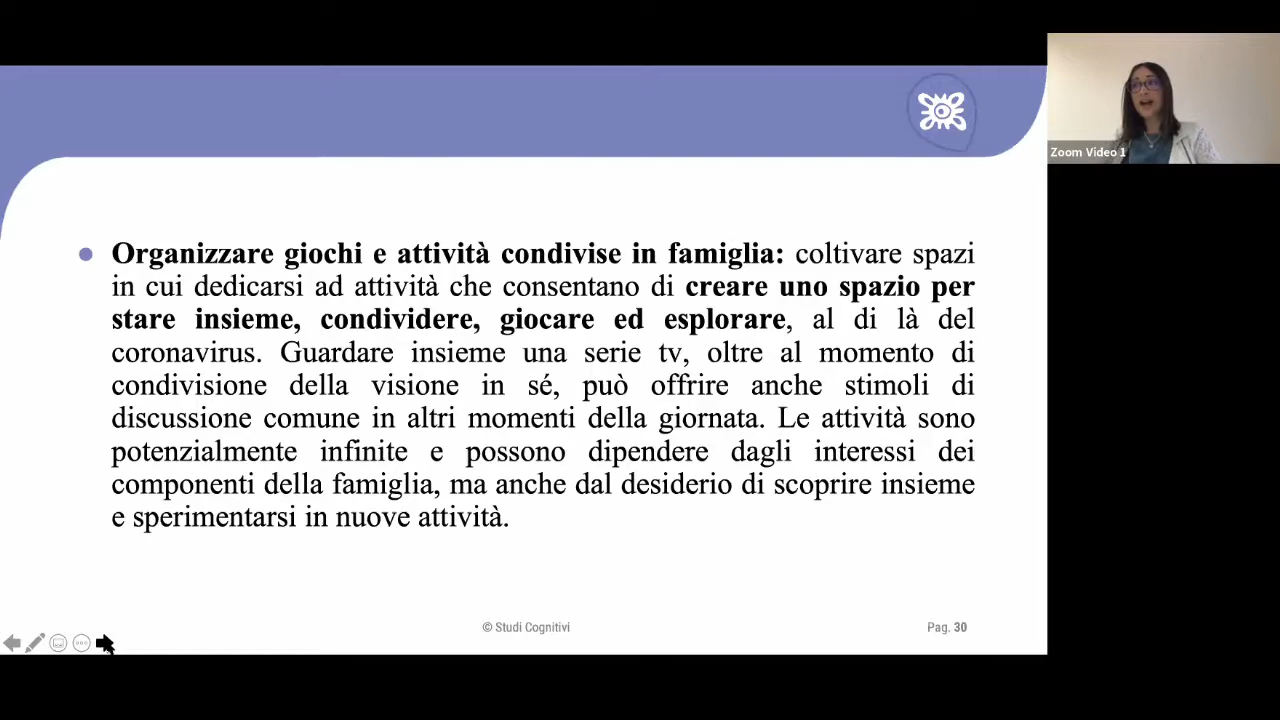 Zoom Video 1
Organizzare giochi e attività condivise in famiglia: coltivare spazi
in cui dedicarsi ad attività che consentano di creare uno spazio per
stare insieme, condividere, giocare ed esplorare, al di là del
coronavirus. Guardare insieme una serie tv, oltre al momento di
condivisione della visione in sé, può offrire anche stimoli di
discussione comune in altri momenti della giornata. Le attività sono
potenzialmente infinite e possono dipendere dagli interessi dei
componenti della famiglia, ma anche dal desiderio di scoprire insieme
e sperimentarsi in nuove attività.
© Studi Cognitivi
Pag. 30